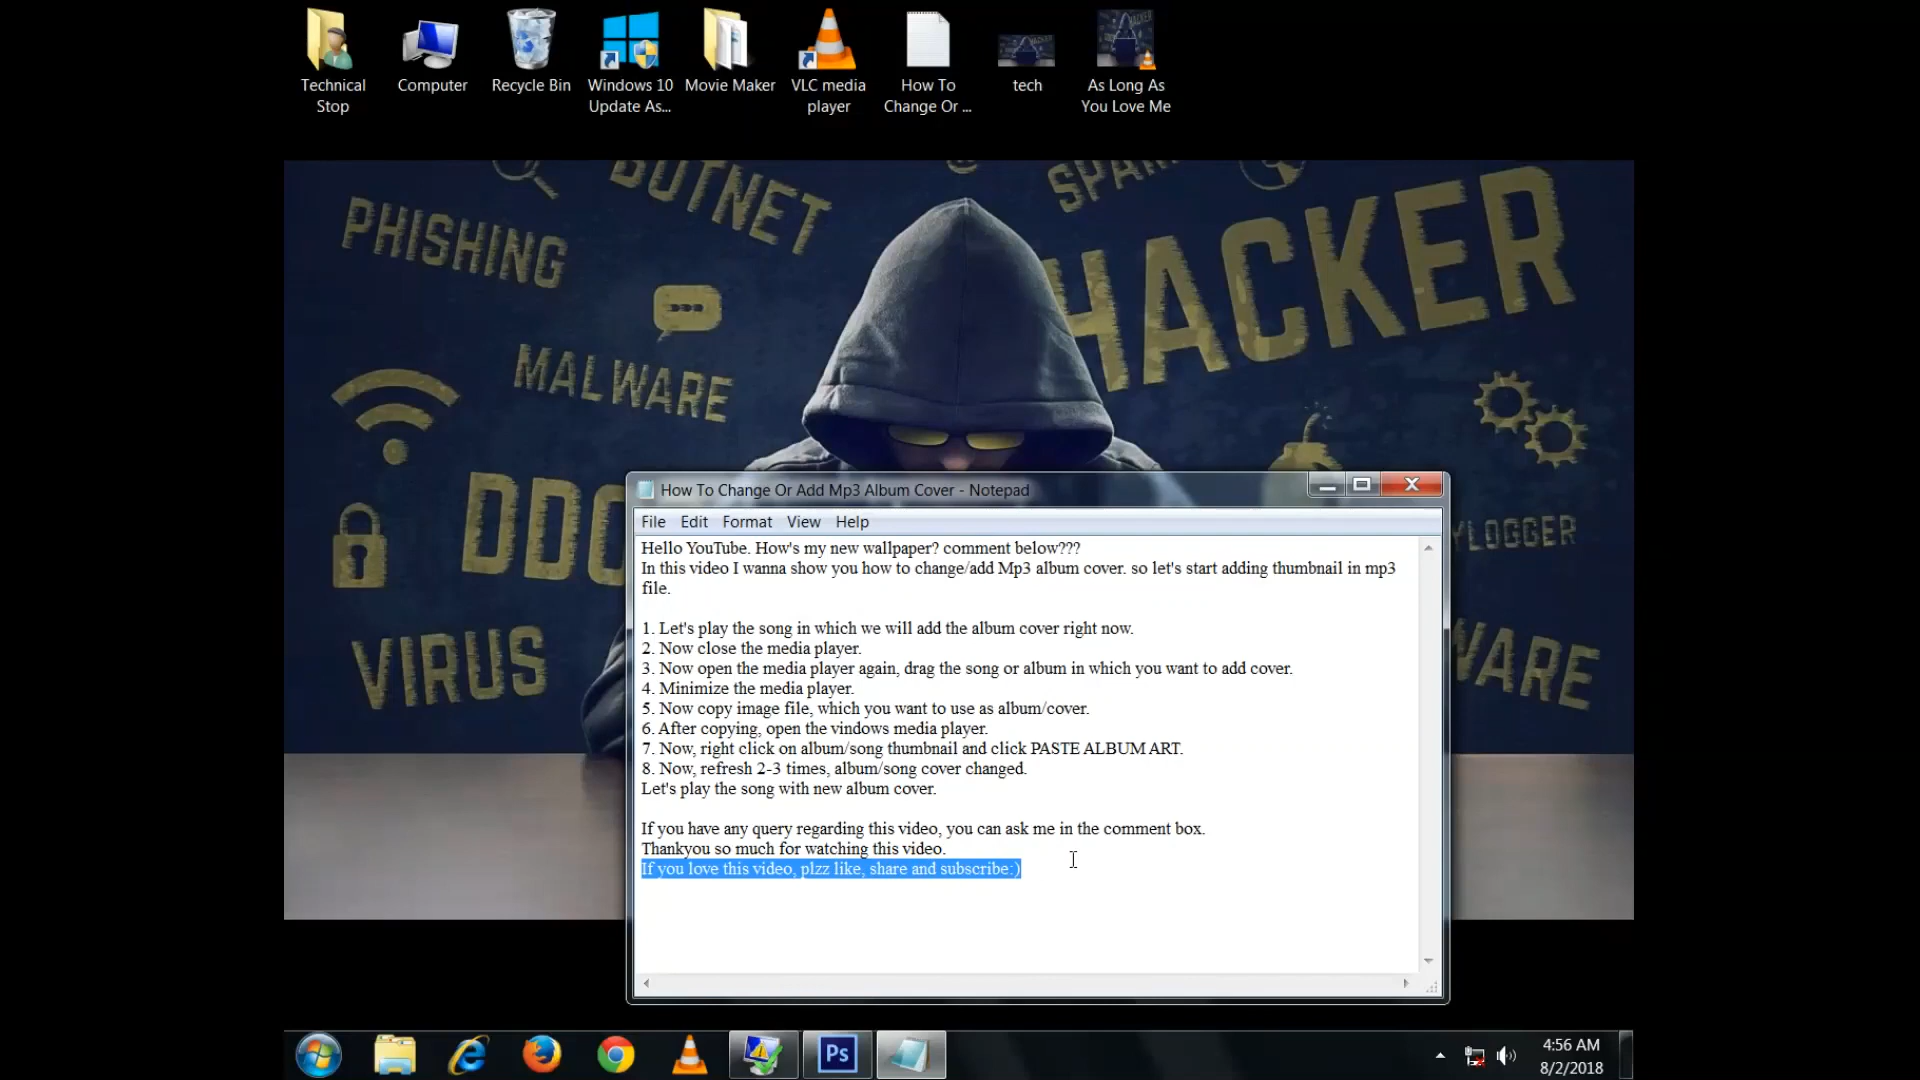 Technical Stop
Computer
Recycle Bin
Windows 10 Update As...
Movie Maker
VLC media player
How To Change Or ...
tech
As Long As You Love Me
BOTNET
PHISHING
HACKER
MALWARE
VIRUS
How To Change Or Add Mp3 Album Cover - Notepad
File Edit Format View Help
Hello YouTube. How's my new wallpaper? comment below???
In this video I wanna show you how to change/add Mp3 album cover. so let's start adding thumbnail in mp3
file.
1. Let's play the song in which we will add the album cover right now.
2. Now close the media player.
3. Now open the media player again, drag the song or album in which you want to add cover.
4. Minimize the media player.
5. Now copy image file, which you want to use as album/cover.
6. After copying, open the vindows media player.
7. Now, right click on album/song thumbnail and click PASTE ALBUM ART.
8. Now, refresh 2-3 times, album/song cover changed.
Let's play the song with new album cover.
If you have any query regarding this video, you can ask me in the comment box.
Thankyou so much for watching this video.
If you love this video, plzz like, share and subscribe:)
Ps
4:56 AM
8/2/2018